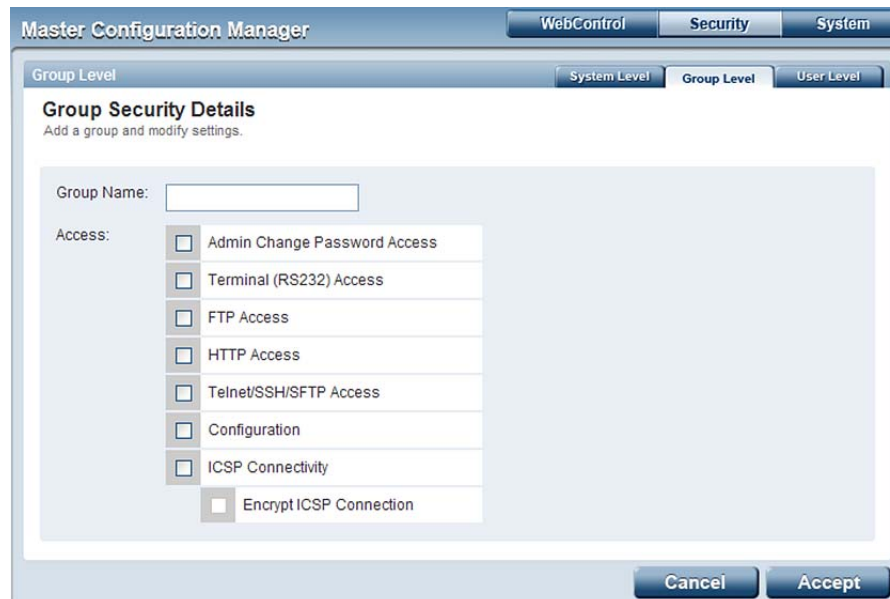 Master Configuration Manager
WebControl
Security
System
Group Level
System Level
Group Level
User Level
Group Security Details
Add a group and modify settings.
Group Name:
Access:
Admin Change Password Access
Terminal (RS232) Access
FTP Access
HTTP Access
Telnet/SSH/SFTP Access
Configuration
ICSP Connectivity
Encrypt ICSP Connection
Cancel
Accept